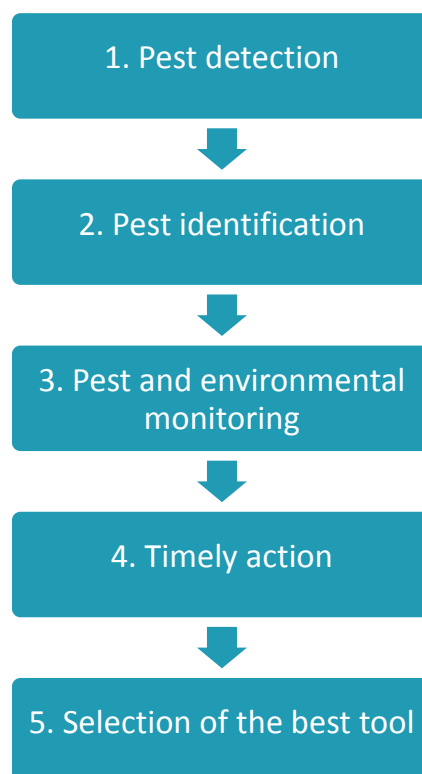 1. Pest detection
2. Pest identification
3. Pest and environmental
monitoring
4. Timely action
5. Selection of the best tool